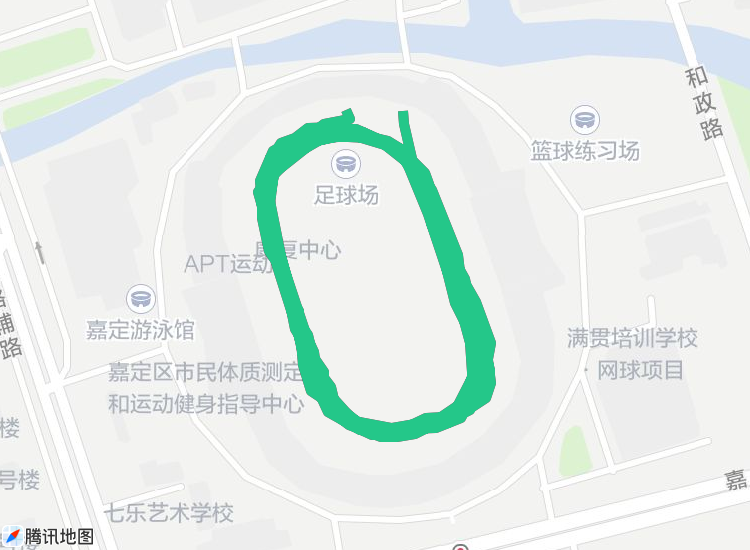 和政路
篮球练习场
足球场
康复中心
APT运动
嘉定游泳馆
辅路
满贯培训学校
· 网球项目
嘉定区市民体质测定
和运动健身指导中心
楼
号楼
七乐艺术学校
嘉
腾讯地图